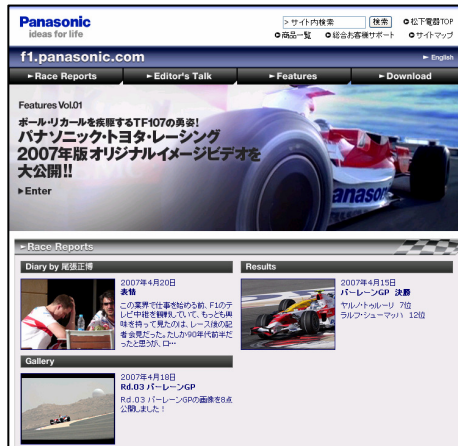 Panasonic
ideas for life
>サイト内検索
検索
松下電器TOP
商品一覧
総合お客様サポート
サイトマップ
f1.panasonic.com
English
Race Reports
Editor's Talk
Features
Download
Features Vol.01
ポール・リカールを疾駆するTF107の勇姿!
パナソニック・トヨタ・レーシング
2007年版オリジナルイメージビデオを
大公開!!
Enter
Panasonic
Race Reports
Diary by 尾張正博
2007年4月20日
表情
この業界で仕事を始める前、F1のテ
レビ中継を観戦していて、もっとも興
味を持って見たのは、レース後の記
者会見だった。たしか90年代前半だ
ったと思うが、ロ…
Results
2007年4月15日
バーレーンGP 決勝
ヤルノ・トゥルーリ 7位
ラルフ・シューマッハ 12位
Gallery
2007年4月18日
Rd.03 バーレーンGP
Rd.03 バーレーンGPの画像を8点
公開しました!